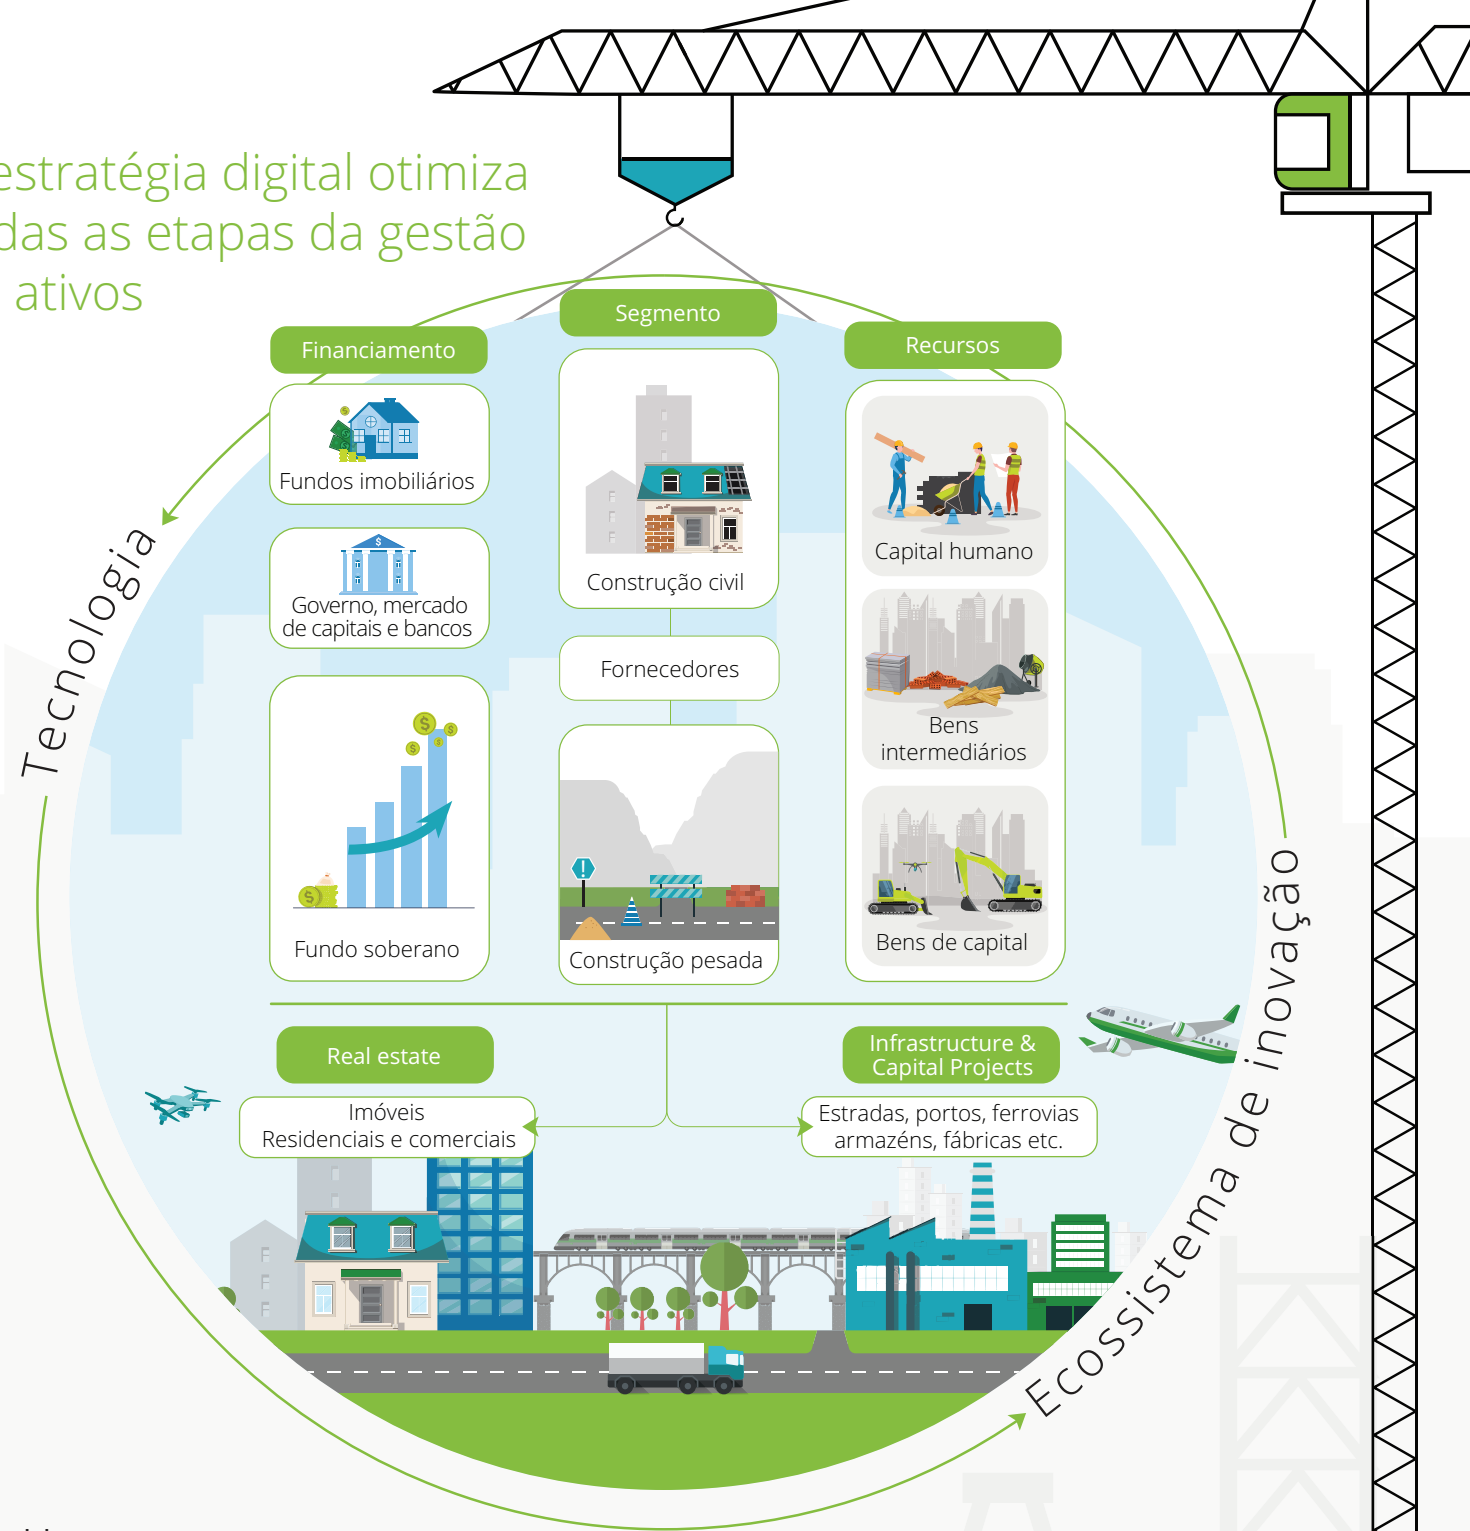 estratégia digital otimiza
das as etapas da gestão
ativos
Financiamento
Fundos imobiliários
Governo, mercado
de capitais e bancos
Fundo soberano
Segmento
Construção civil
Fornecedores
Construção pesada
Recursos
Capital humano
Bens
intermediários
Bens de capital
Real estate
Imóveis
Residenciais e comerciais
Infrastructure &
Capital Projects
Estradas, portos, ferrovias
armazéns, fábricas etc.
Tecnologia
Ecossistema de inovação